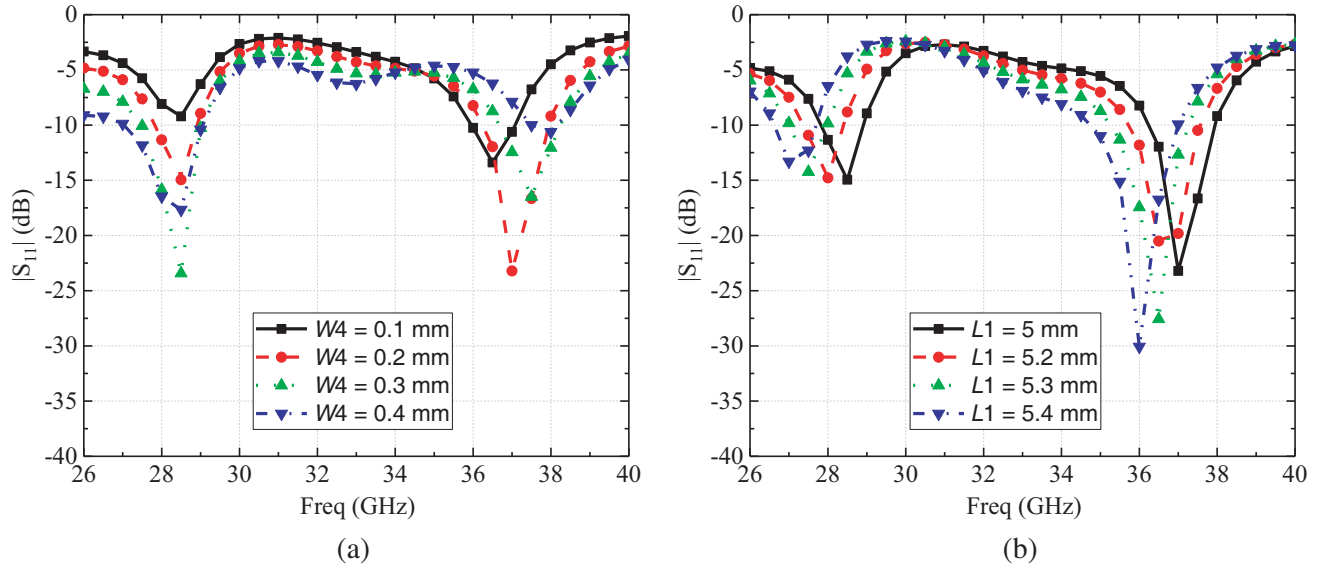 0
-5
-10
-15
-20
-25
-30
-35
-40
|S11| (dB)
W4 = 0.1 mm
W4 = 0.2 mm
W4 = 0.3 mm
W4 = 0.4 mm
26 28 30 32 34 36 38 40
Freq (GHz)
(a)
0
-5
-10
-15
-20
-25
-30
-35
-40
|S11| (dB)
L1 = 5 mm
L1 = 5.2 mm
L1 = 5.3 mm
L1 = 5.4 mm
26 28 30 32 34 36 38 40
Freq (GHz)
(b)